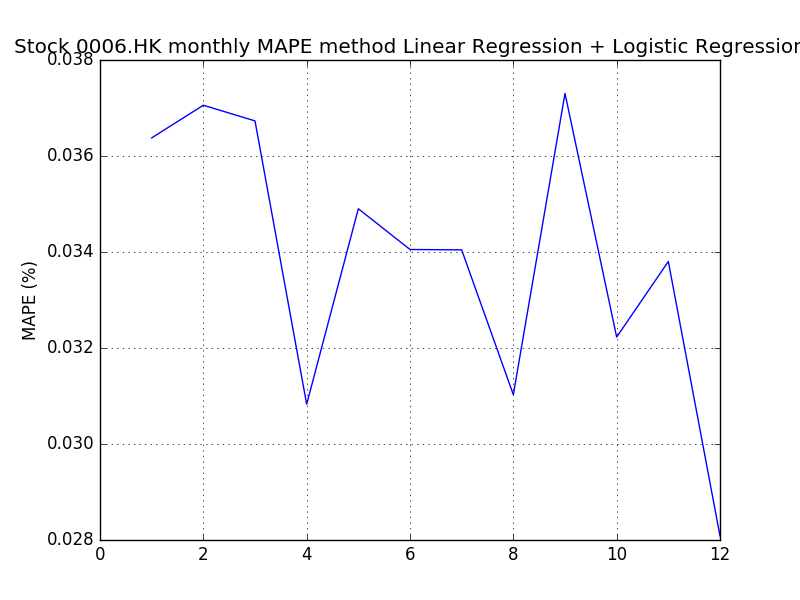 Stock 0006.HK monthly MAPE method Linear Regression + Logistic Regression
0.038
0.036
0.034
0.032
0.030
0.028
MAPE (%)
0 2 4 6 8 10 12